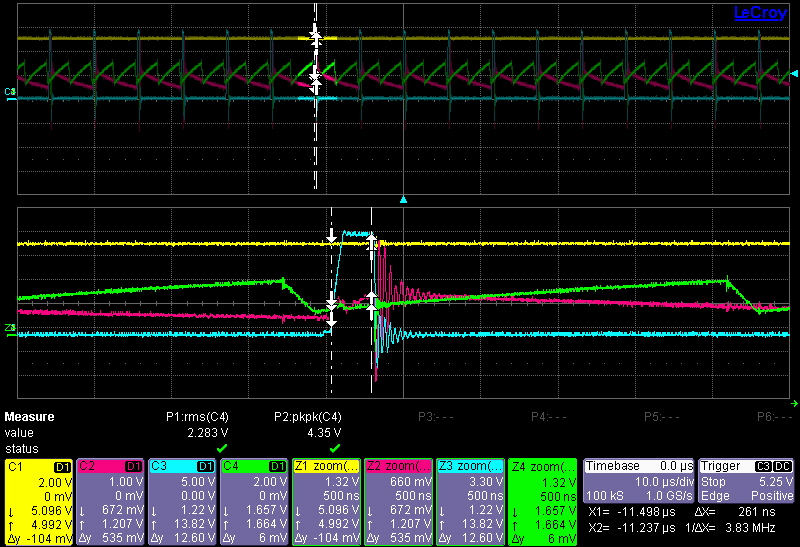 LeCroy
C3
Z3
Measure P1:rms(C4) P2:pkpk(C4) P3:- - - P4:- - - P5:- - - P6:- - -
value 2.283 V 4.35 V
status
C1 D1 C2 D1 C3 D1 C4 D1 Z1 zoom(... Z2 zoom(... Z3 zoom(... Z4 zoom(... Timebase 0.0 µs Trigger C3 DC
2.00 V 1.00 V 5.00 V 2.00 V 1.32 V 660 mV 3.30 V 1.32 V 10.0 µs/div Stop 5.25 V
0 mV 0.00 V 0.00 V 0 mV 500 ns 500 ns 500 ns 500 ns 100 kS 1.0 GS/s Edge Positive
↓ 5.096 V ↓ 672 mV ↓ 1.22 V ↓ 1.657 V ↓ 5.096 V ↓ 672 mV ↓ 1.22 V ↓ 1.657 V X1= -11.498 µs ΔX= 261 ns
↑ 4.992 V ↑ 1.207 V ↑ 13.82 V ↑ 1.664 V ↑ 4.992 V ↑ 1.207 V ↑ 13.82 V ↑ 1.664 V X2= -11.237 µs 1/ΔX= 3.83 MHz
Δy -104 mV Δy 535 mV Δy 12.60 V Δy 6 mV Δy -104 mV Δy 535 mV Δy 12.60 V Δy 6 mV